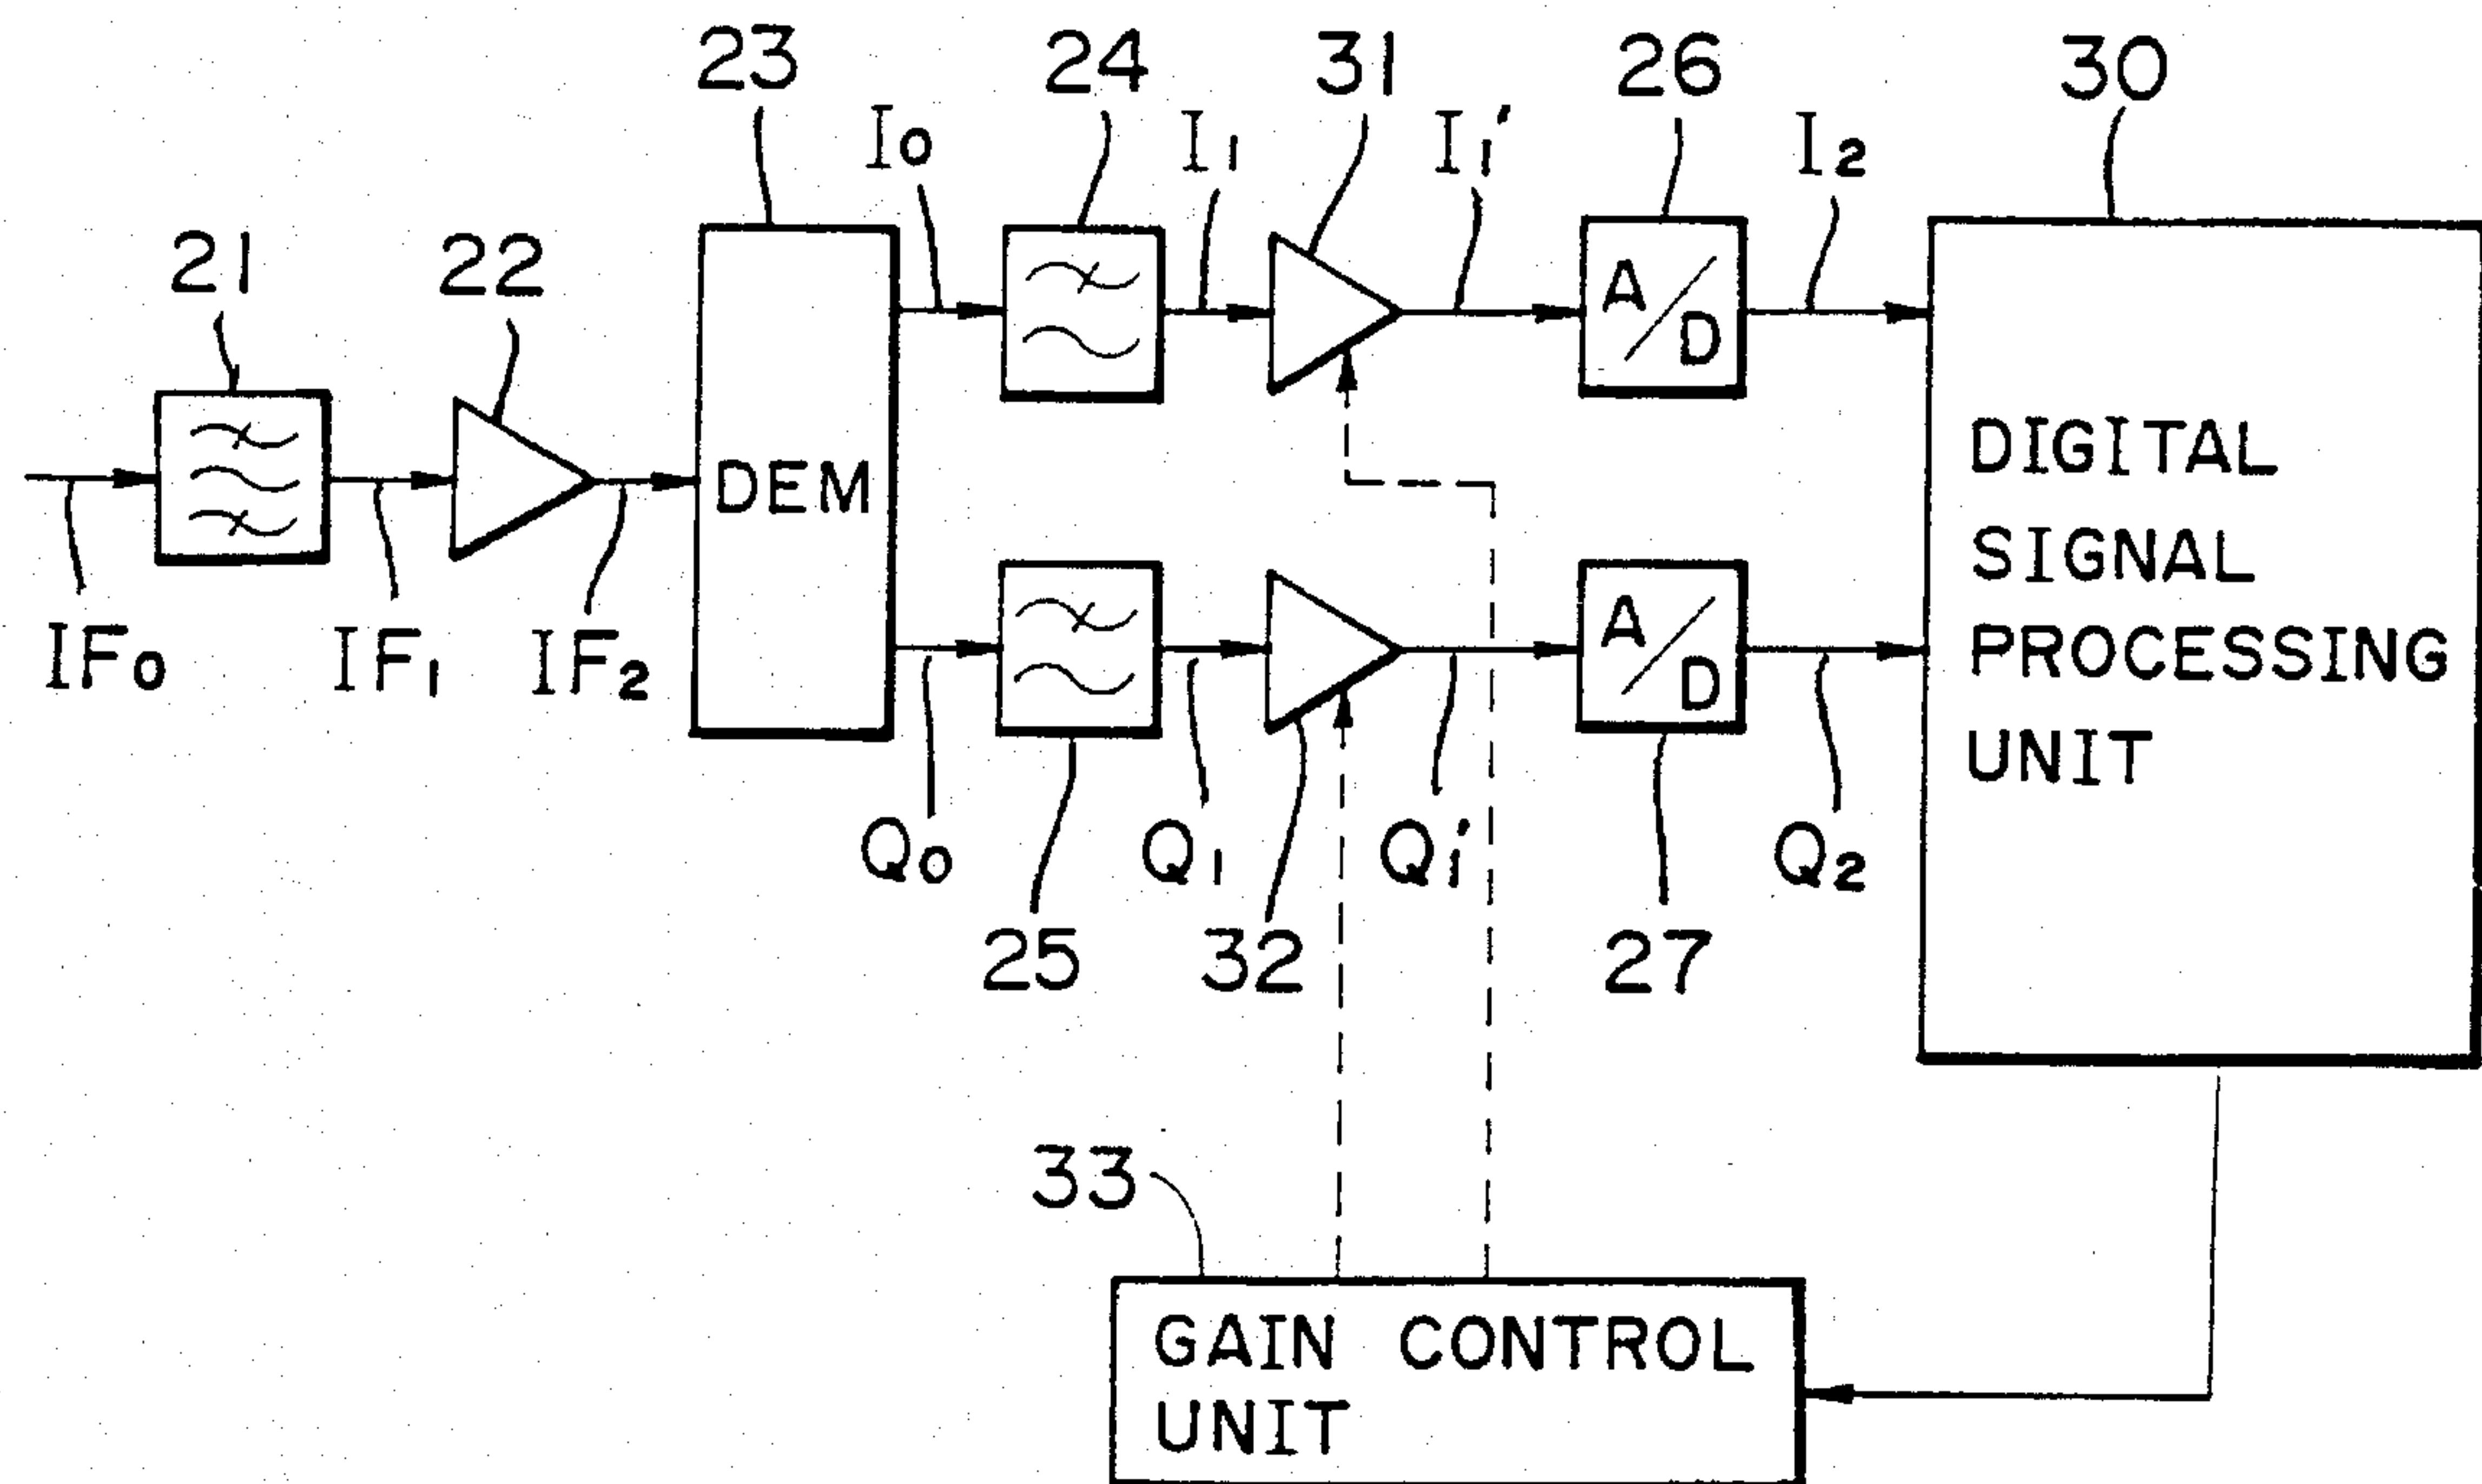 23
24
31
26
30
I0
I1
I1'
I2
21
22
DEM
A/D
DIGITAL
SIGNAL
PROCESSING
UNIT
IF0
IF1
IF2
A/D
Q0
Q1
Q1'
Q2
25
32
27
33
GAIN CONTROL
UNIT